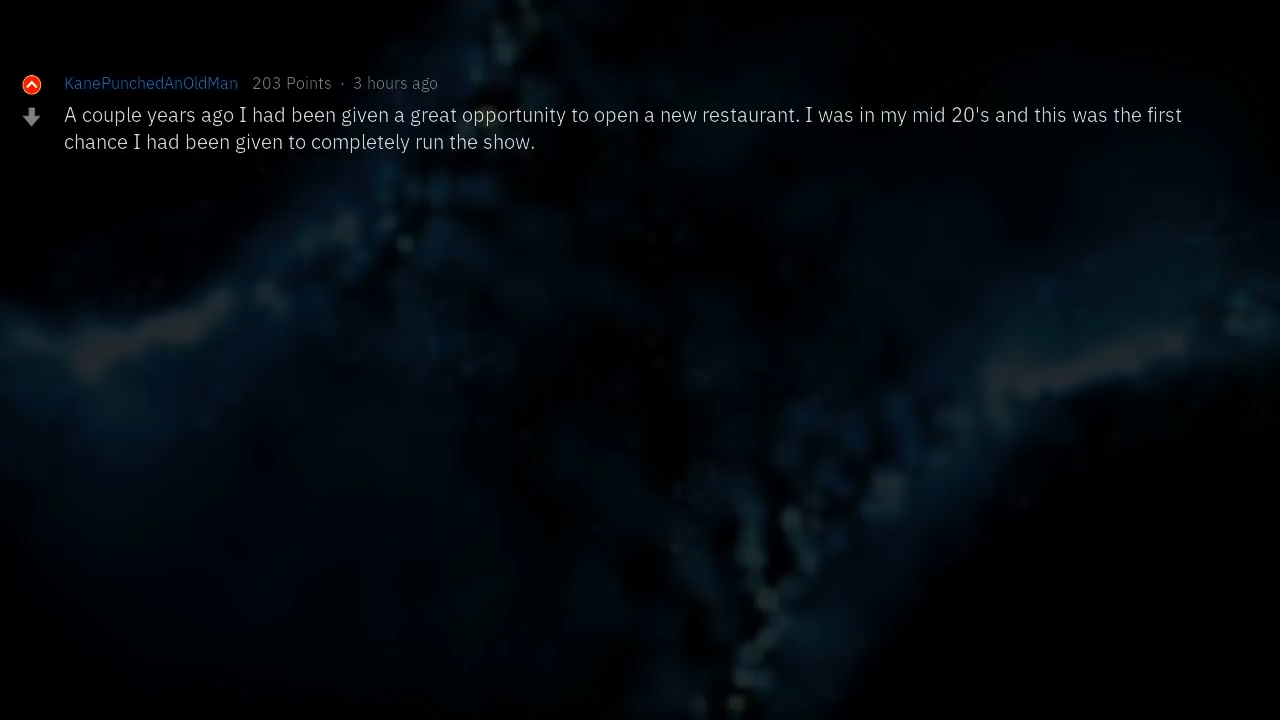 KanePunchedAnOldMan 203 Points · 3 hours ago
A couple years ago I had been given a great opportunity to open a new restaurant. I was in my mid 20's and this was the first
chance I had been given to completely run the show.